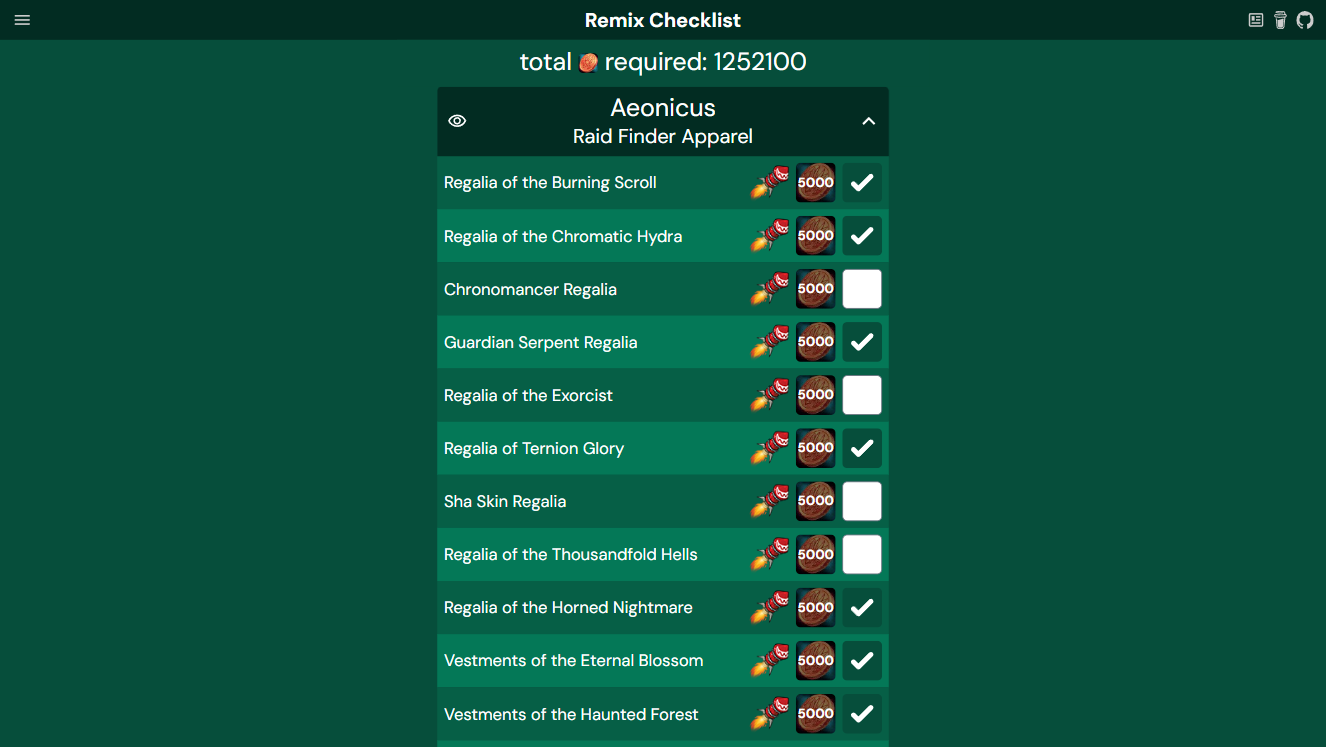 Remix Checklist
total required: 1252100
Aeonicus
Raid Finder Apparel
Regalia of the Burning Scroll 5000
Regalia of the Chromatic Hydra 5000
Chronomancer Regalia 5000
Guardian Serpent Regalia 5000
Regalia of the Exorcist 5000
Regalia of Ternion Glory 5000
Sha Skin Regalia 5000
Regalia of the Thousandfold Hells 5000
Regalia of the Horned Nightmare 5000
Vestments of the Eternal Blossom 5000
Vestments of the Haunted Forest 5000